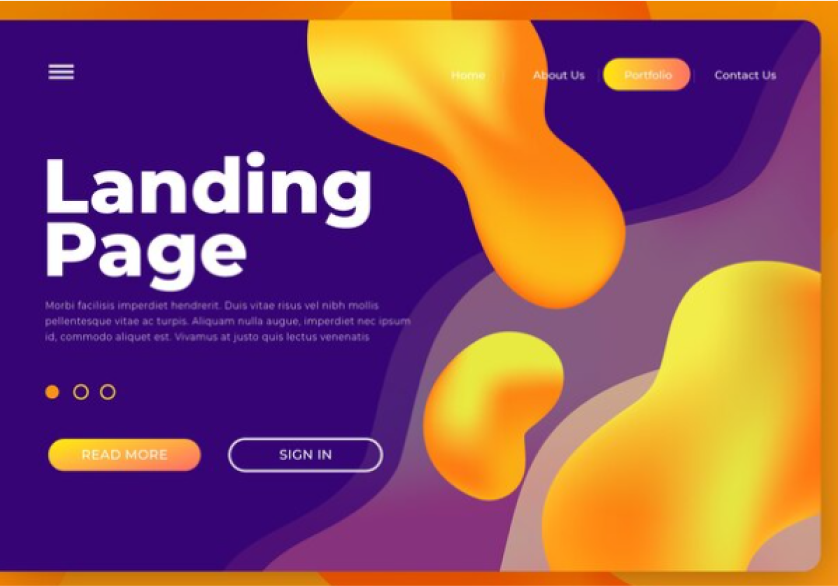 Home About Us Portfolio Contact Us
Landing
Page
Morbi facilisis imperdiet hendrerit. Duis vitae risus vel nibh mollis
pellentesque vitae ac turpis. Aliquam nulla augue, imperdiet nec ipsum
id, commodo aliquet est. Vivamus at justo quis lectus venenatis
READ MORE SIGN IN